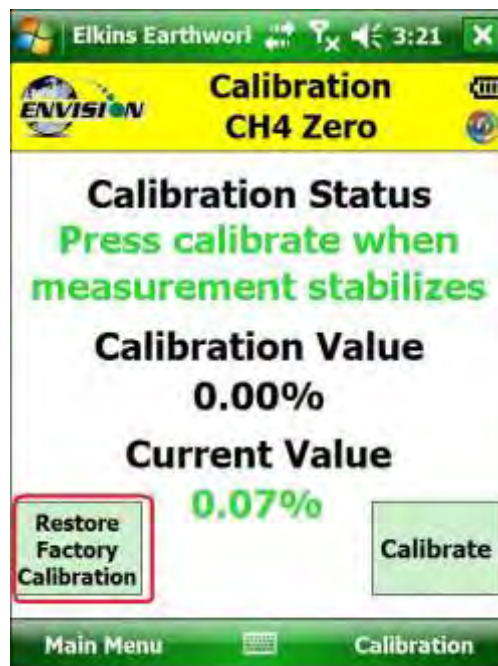 Elkins Earthworl 3:21
ENVISION
Calibration
CH4 Zero
Calibration Status
Press calibrate when
measurement stabilizes
Calibration Value
0.00%
Current Value
0.07%
Restore
Factory
Calibration
Calibrate
Main Menu Calibration